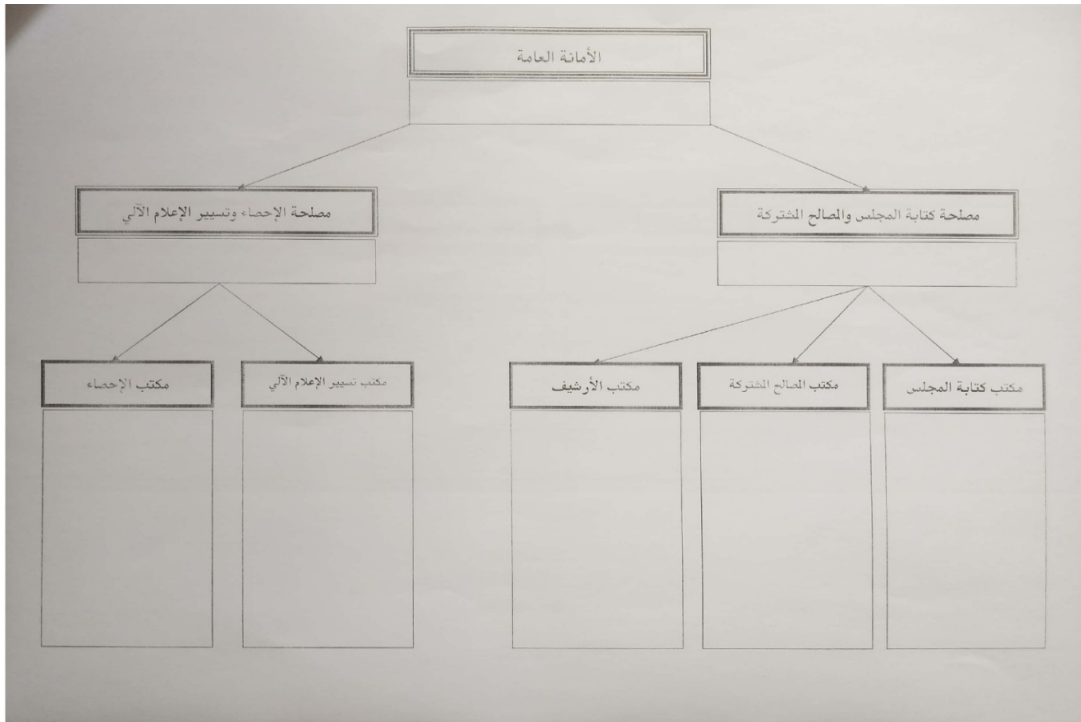 الأمانة العامة
مصلحة كتابة المجلس والمصالح المشتركة
مصلحة الإحصاء وتسيير الإعلام الآلي
مكتب كتابة المجلس
مكتب المصالح المشتركة
مكتب الأرشيف
مكتب تسيير الإعلام الآلي
مكتب الإحصاء